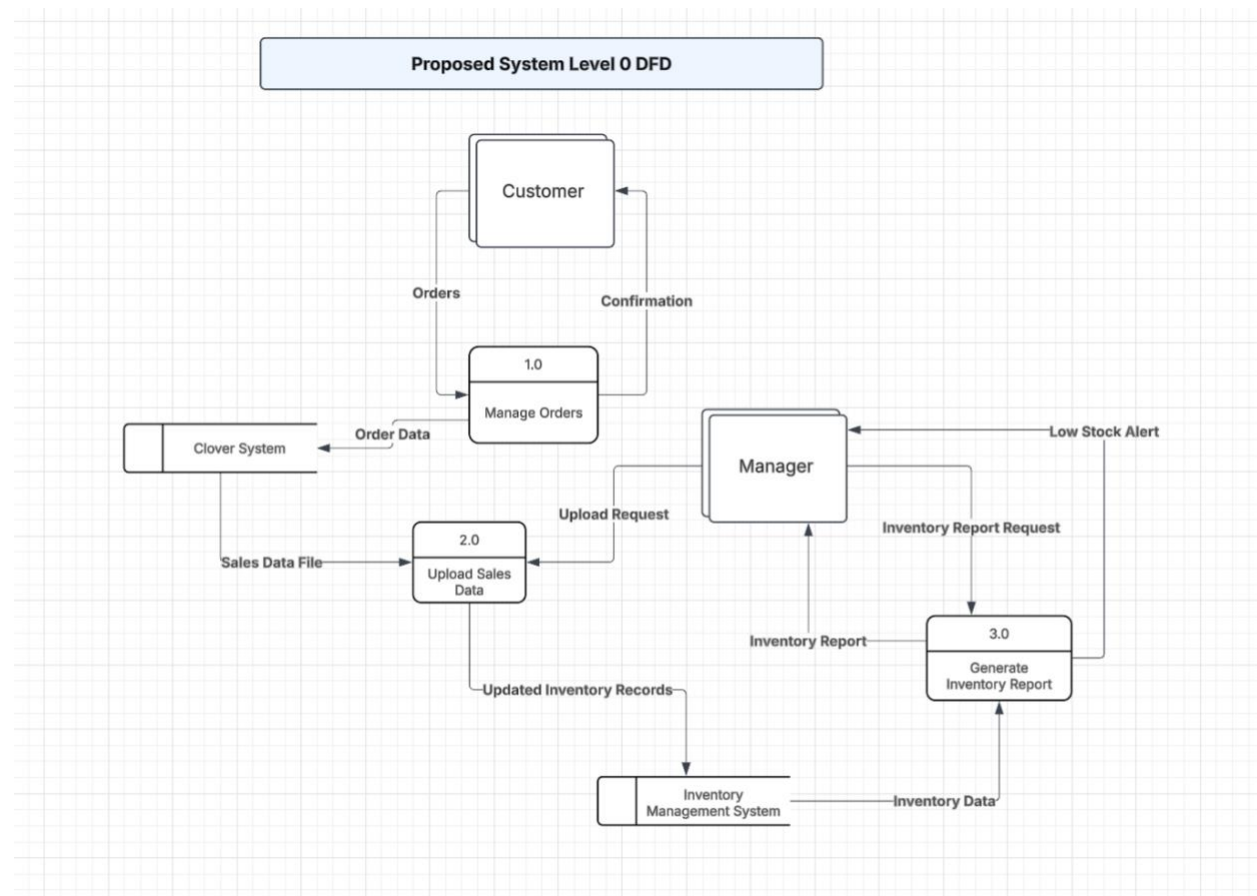 Proposed System Level 0 DFD
Customer
Orders
Confirmation
1.0
Manage Orders
Order Data
Clover System
Manager
Low Stock Alert
Upload Request
Inventory Report Request
2.0
Upload Sales
Data
Sales Data File
3.0
Generate
Inventory Report
Inventory Report
Updated Inventory Records
Inventory
Management System
Inventory Data